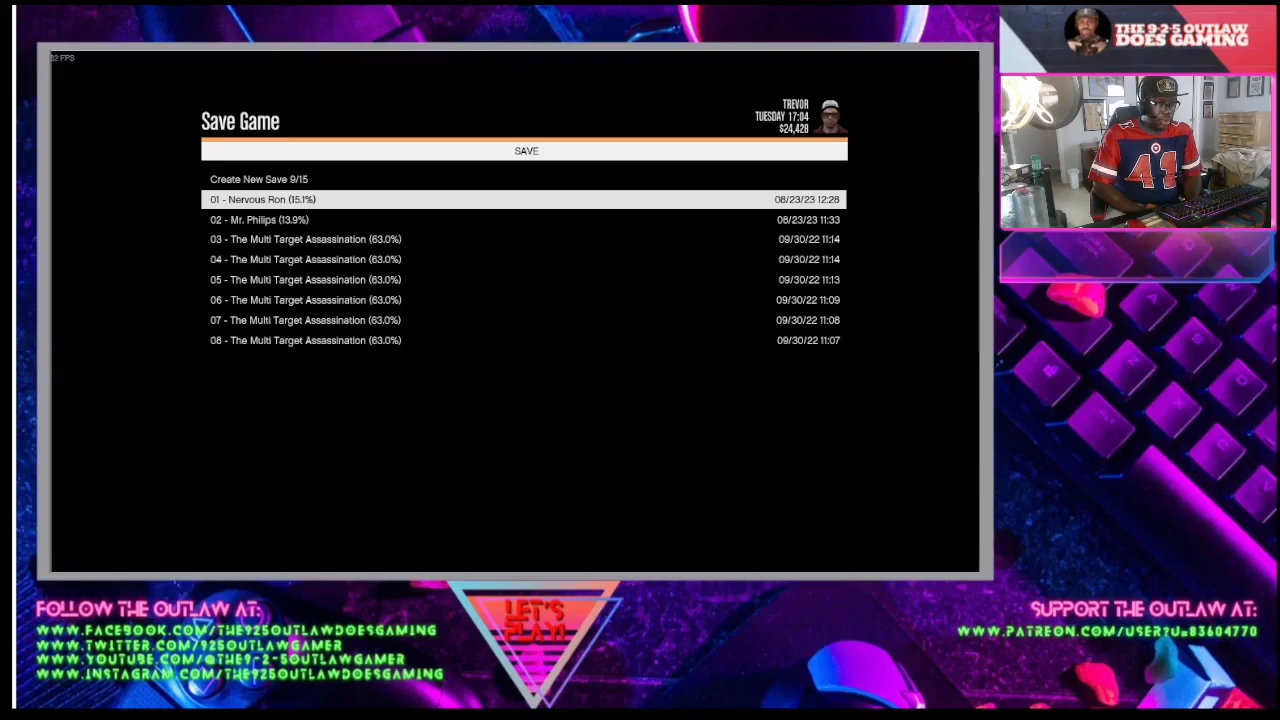 THE 9-2-5 OUTLAW
DOES GAMING
FPS
TREVOR
TUESDAY 17:04
$24,428
Save Game
SAVE
Create New Save 9/15
01 - Nervous Ron (15.1%) 08/23/23 12:28
02 - Mr. Philips (13.9%) 08/23/23 11:33
03 - The Multi Target Assassination (63.0%) 09/30/22 11:14
04 - The Multi Target Assassination (63.0%) 09/30/22 11:14
05 - The Multi Target Assassination (63.0%) 09/30/22 11:13
06 - The Multi Target Assassination (63.0%) 09/30/22 11:09
07 - The Multi Target Assassination (63.0%) 09/30/22 11:08
08 - The Multi Target Assassination (63.0%) 09/30/22 11:07
41
FOLLOW THE OUTLAW AT:
WWW.FACEBOOK.COM/THE925OUTLAWDOESGAMING
WWW.TWITTER.COM/925OUTLAWGAMER
WWW.YOUTUBE.COM/@THE9-2-5OUTLAWGAMER
WWW.INSTAGRAM.COM/THE925OUTLAWDOESGAMING
LET'S
PLAY!
SUPPORT THE OUTLAW AT:
WWW.PATREON.COM/USER?U=83604770